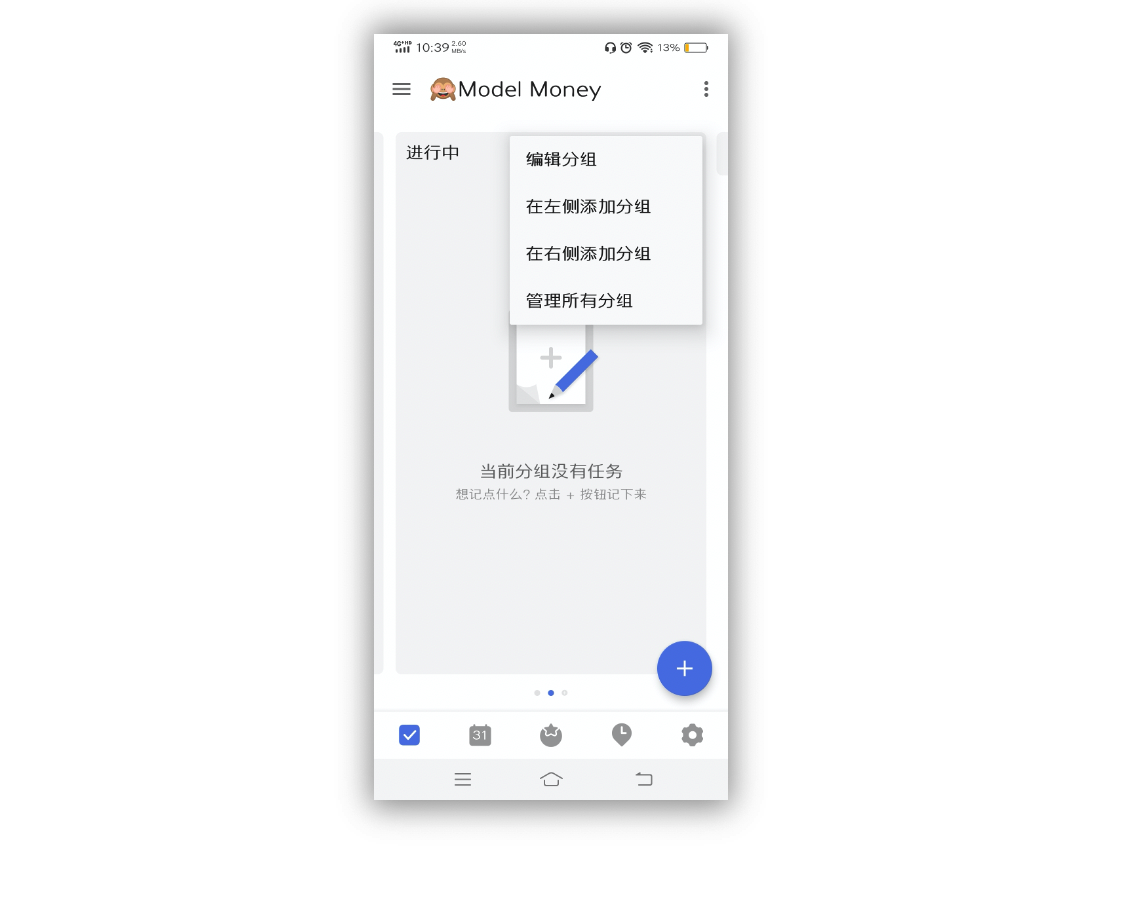 4G+HD 10:39 2.60 MB/s 13%
Model Money
进行中
编辑分组
在左侧添加分组
在右侧添加分组
管理所有分组
当前分组没有任务
想记点什么? 点击 + 按钮记下来
31